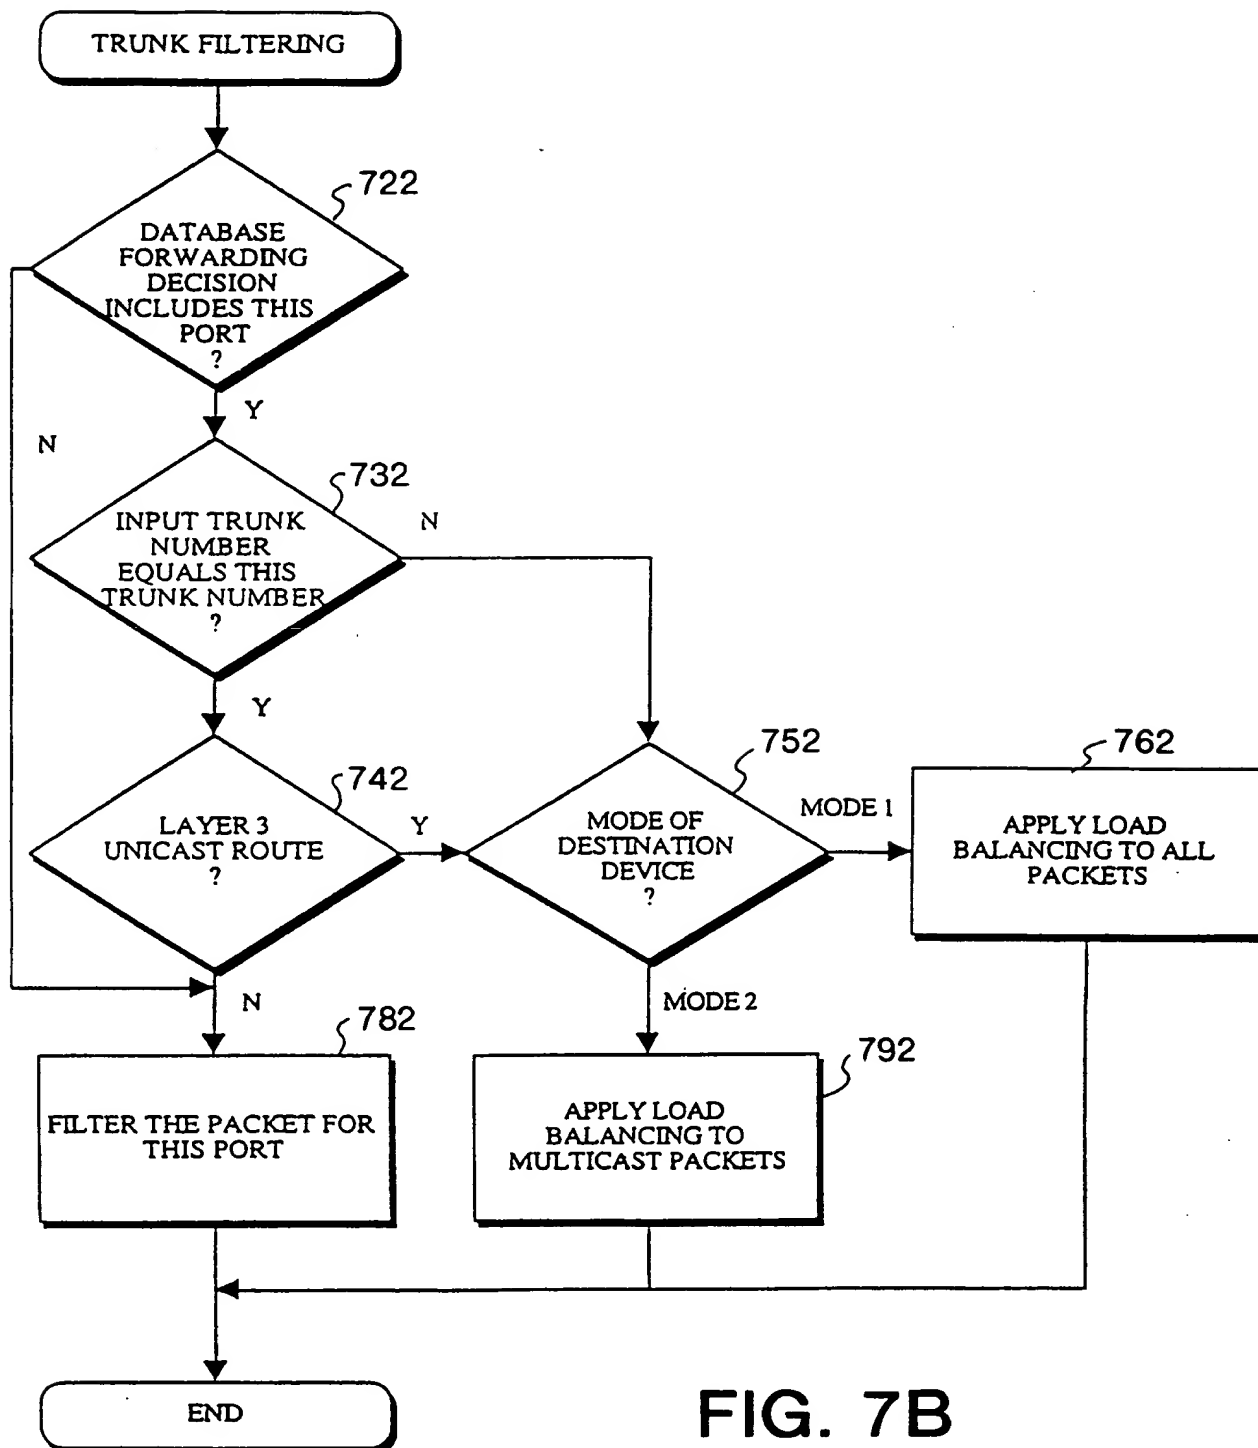 TRUNK FILTERING
722
DATABASE
FORWARDING
DECISION
INCLUDES THIS
PORT
?
Y
N
732
INPUT TRUNK
NUMBER
EQUALS THIS
TRUNK NUMBER
?
N
Y
742
LAYER 3
UNICAST ROUTE
?
Y
N
752
MODE OF
DESTINATION
DEVICE
?
MODE 1
MODE 2
762
APPLY LOAD
BALANCING TO ALL
PACKETS
782
FILTER THE PACKET FOR
THIS PORT
792
APPLY LOAD
BALANCING TO
MULTICAST PACKETS
END
FIG. 7B